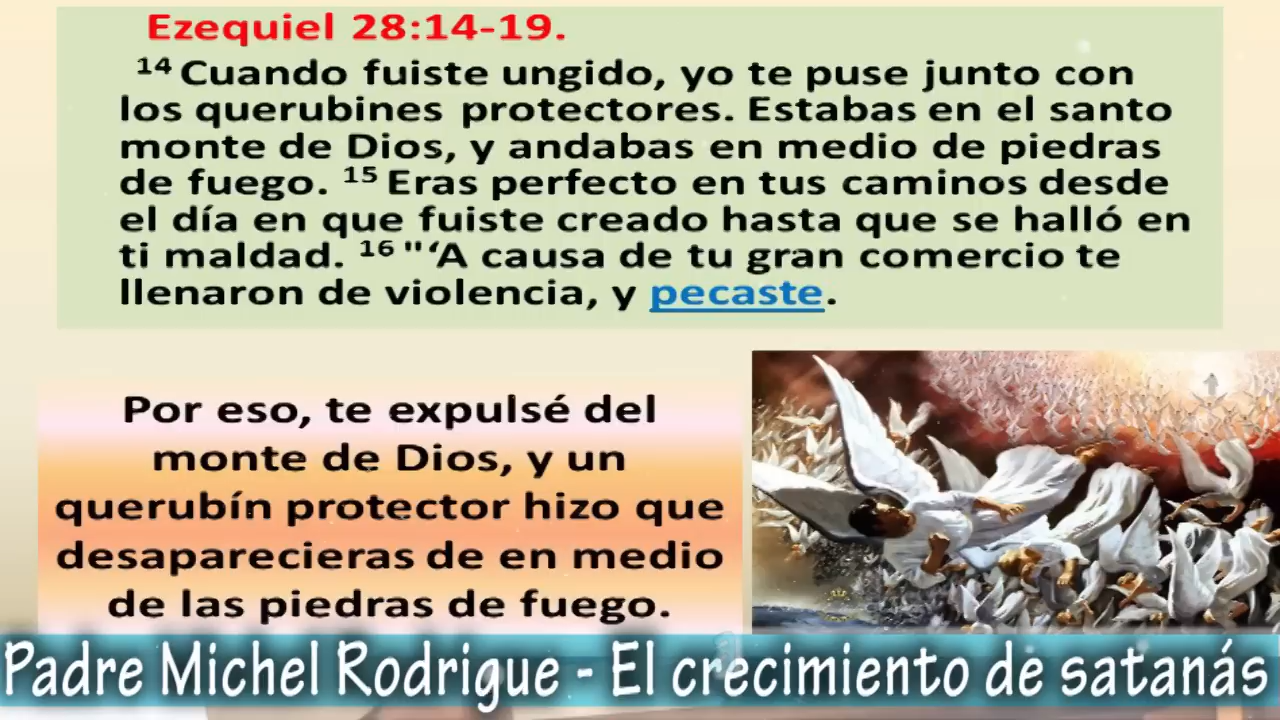 Ezequiel 28:14-19.
¹⁴ Cuando fuiste ungido, yo te puse junto con
los querubines protectores. Estabas en el santo
monte de Dios, y andabas en medio de piedras
de fuego. ¹⁵ Eras perfecto en tus caminos desde
el día en que fuiste creado hasta que se halló en
ti maldad. ¹⁶ "‘A causa de tu gran comercio te
llenaron de violencia, y pecaste.
Por eso, te expulsé del
monte de Dios, y un
querubín protector hizo que
desaparecieras de en medio
de las piedras de fuego.
Padre Michel Rodrigue - El crecimiento de satanás